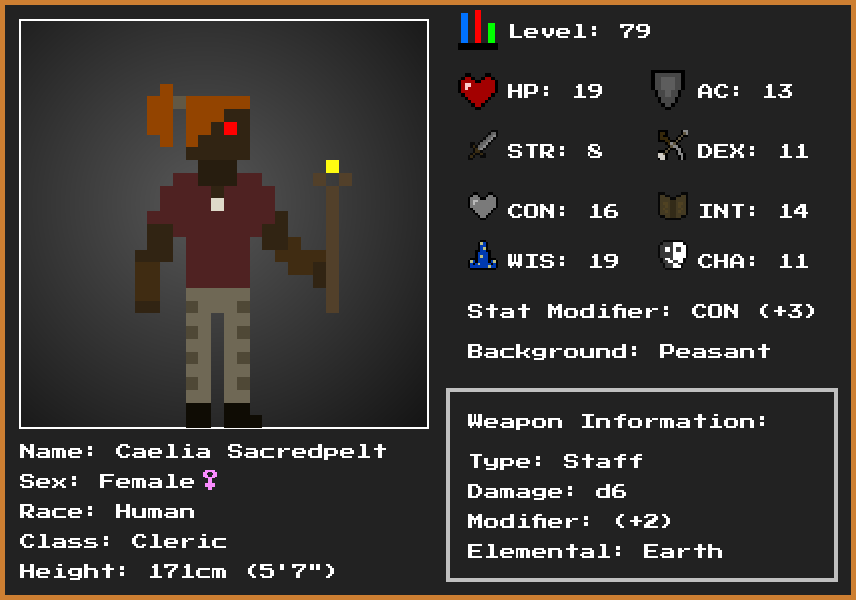 Level: 79
HP: 19 AC: 13
STR: 8 DEX: 11
CON: 16 INT: 14
WIS: 19 CHA: 11
Stat Modifier: CON (+3)
Background: Peasant
Weapon Information:
Type: Staff
Damage: d6
Modifier: (+2)
Elemental: Earth
Name: Caelia Sacredpelt
Sex: Female♀
Race: Human
Class: Cleric
Height: 171cm (5'7")